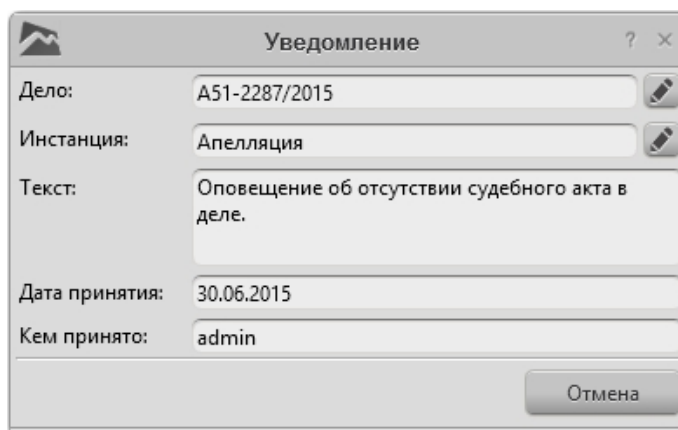 Уведомление ? ×
Дело: А51-2287/2015
Инстанция: Апелляция
Текст: Оповещение об отсутствии судебного акта в
деле.
Дата принятия: 30.06.2015
Кем принято: admin
Отмена